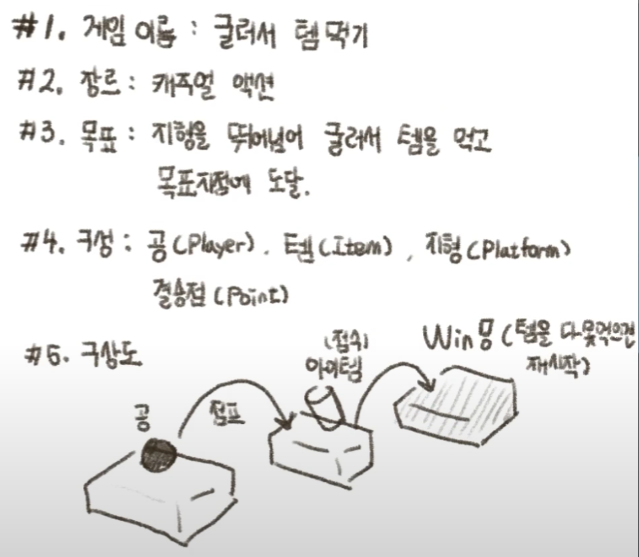 #1. 게임 이름 : 굴러서 템 먹기
#2. 장르 : 캐주얼 액션
#3. 목표 : 지형을 뛰어넘어 굴러서 템을 먹고
목표지점에 도달.
#4. 구성 : 공(Player). 템(Item), 지형(Platform)
결승점(Point)
#5. 구상도
(점수)
아이템
Win 땅(템을 다 못먹으면
재시작)
공
점프